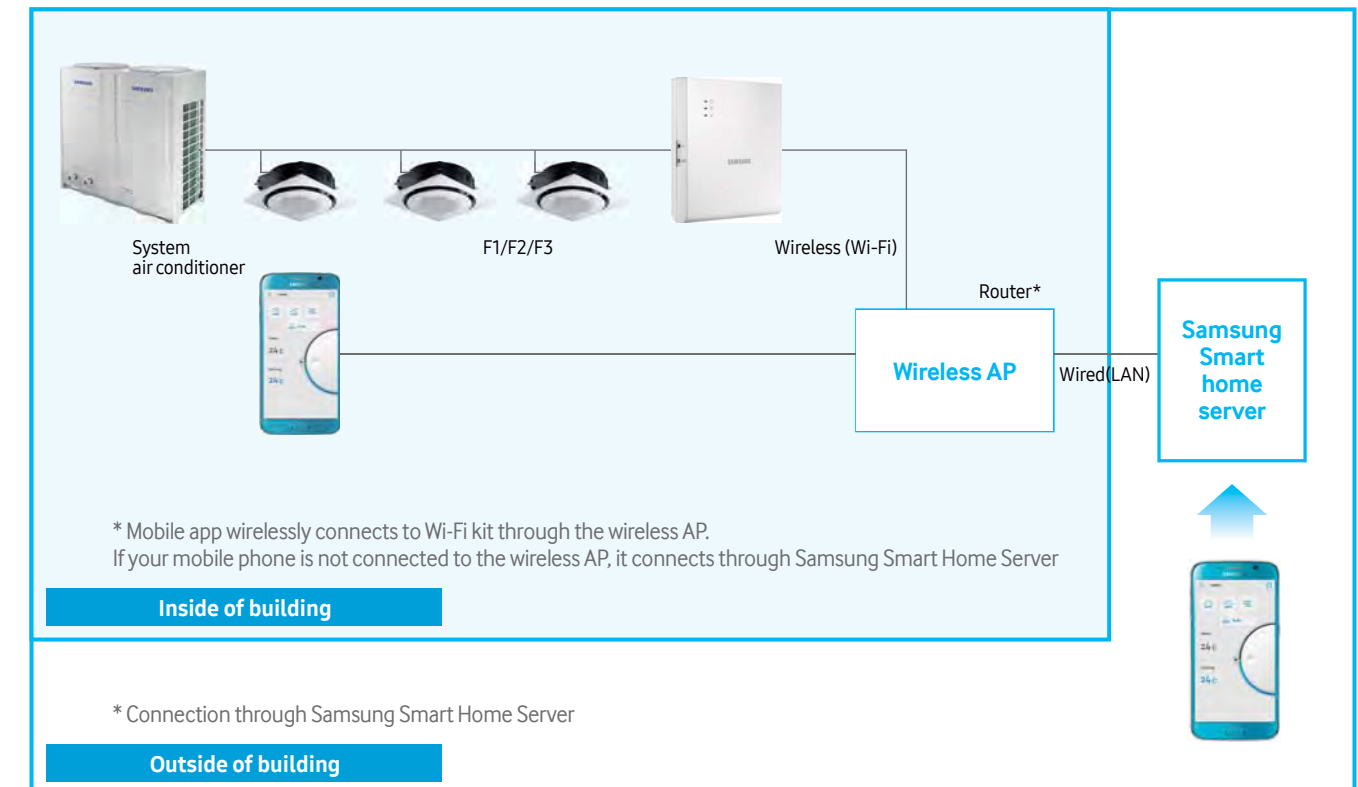 SAMSUNG
SAMSUNG
SAMSUNG
System
air conditioner
F1/F2/F3
Wireless (Wi-Fi)
Router*
Wireless AP
Wired(LAN)
Samsung
Smart
home
server
* Mobile app wirelessly connects to Wi-Fi kit through the wireless AP.
If your mobile phone is not connected to the wireless AP, it connects through Samsung Smart Home Server
Inside of building
* Connection through Samsung Smart Home Server
Outside of building